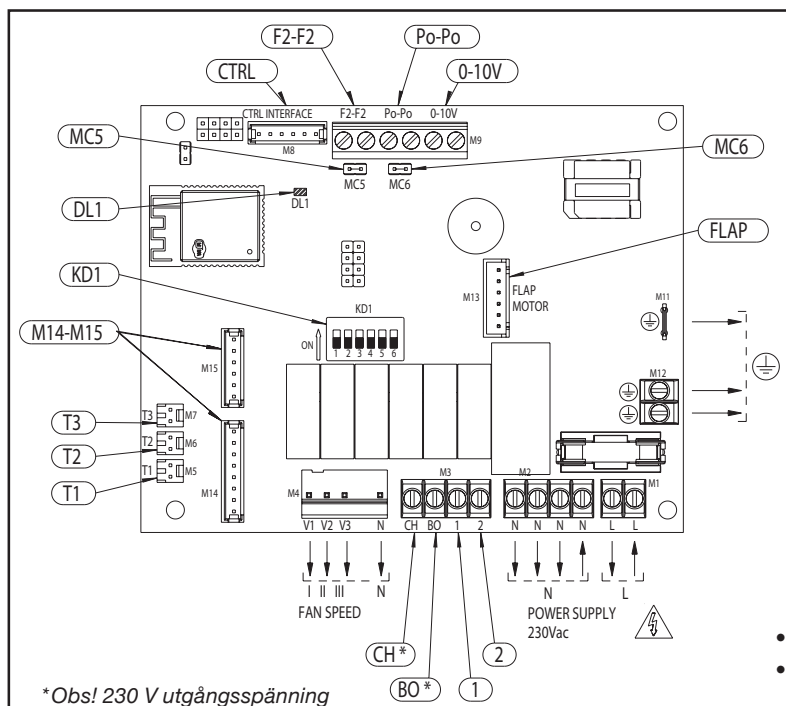 F2-F2 Po-Po
CTRL 0-10V
CTRL INTERFACE F2-F2 Po-Po 0-10V
M8 M9
MC5 MC6
MC5 MC6
DL1
DL1
FLAP
KD1
KD1
M13 FLAP
MOTOR
M11
M14-M15
ON
1 2 3 4 5 6
M15
M12
T3
T3 M7
T2
T2 M6
T1
T1 M5
M14
M4 M3 M2 M1
V1 V2 V3 N CH BO 1 2 N N N N L L
I II III N N L
FAN SPEED POWER SUPPLY
230Vac
CH* 2
BO* 1
*Obs! 230 V utgångsspänning